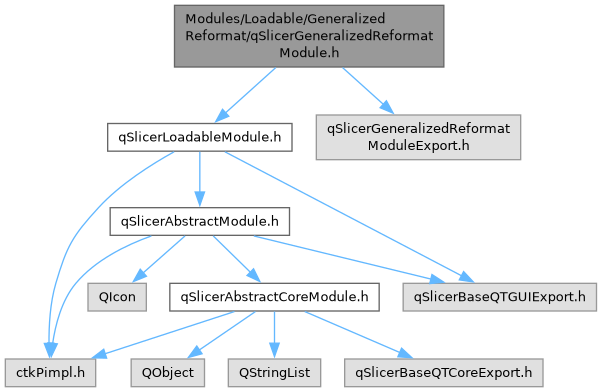 Modules/Loadable/Generalized
Reformat/qSlicerGeneralizedReformat
Module.h
qSlicerLoadableModule.h
qSlicerGeneralizedReformat
ModuleExport.h
qSlicerAbstractModule.h
QIcon
qSlicerAbstractCoreModule.h
qSlicerBaseQTGUIExport.h
ctkPimpl.h
QObject
QStringList
qSlicerBaseQTCoreExport.h